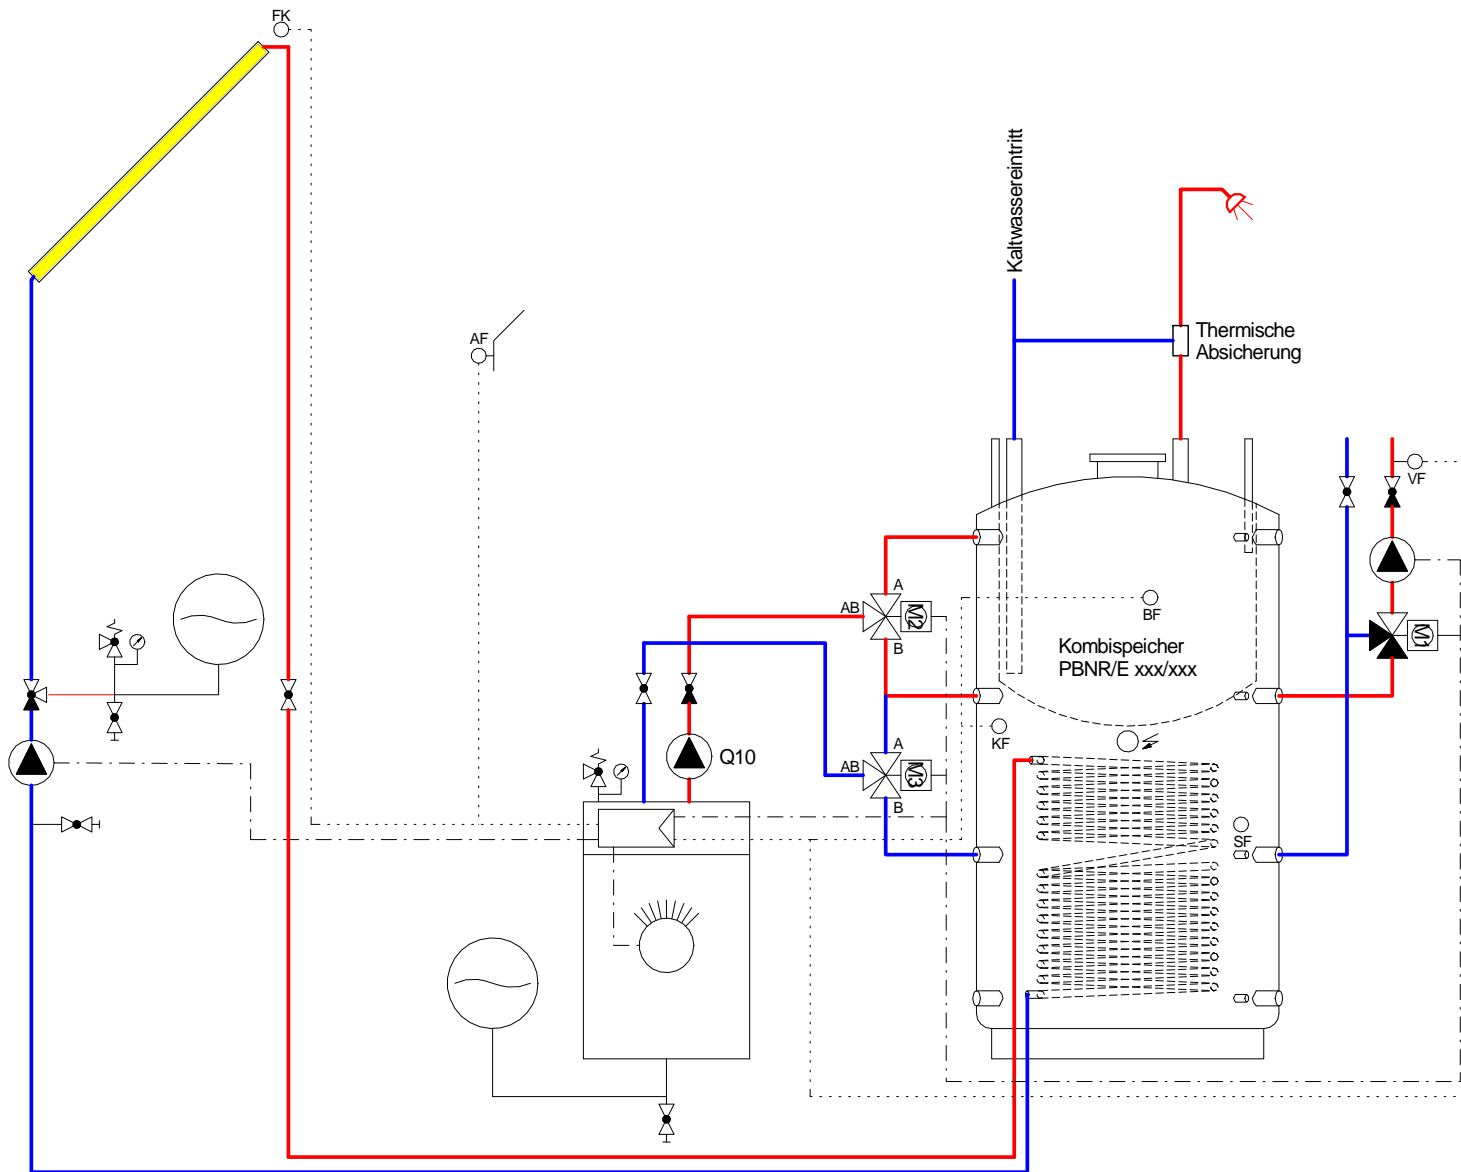 FK
Kaltwassereintritt
AF
Thermische
Absicherung
VF
A
AB
M2
B
BF
M1
Kombispeicher
PBNR/E xxx/xxx
KF
Q10
A
AB
M3
B
SF